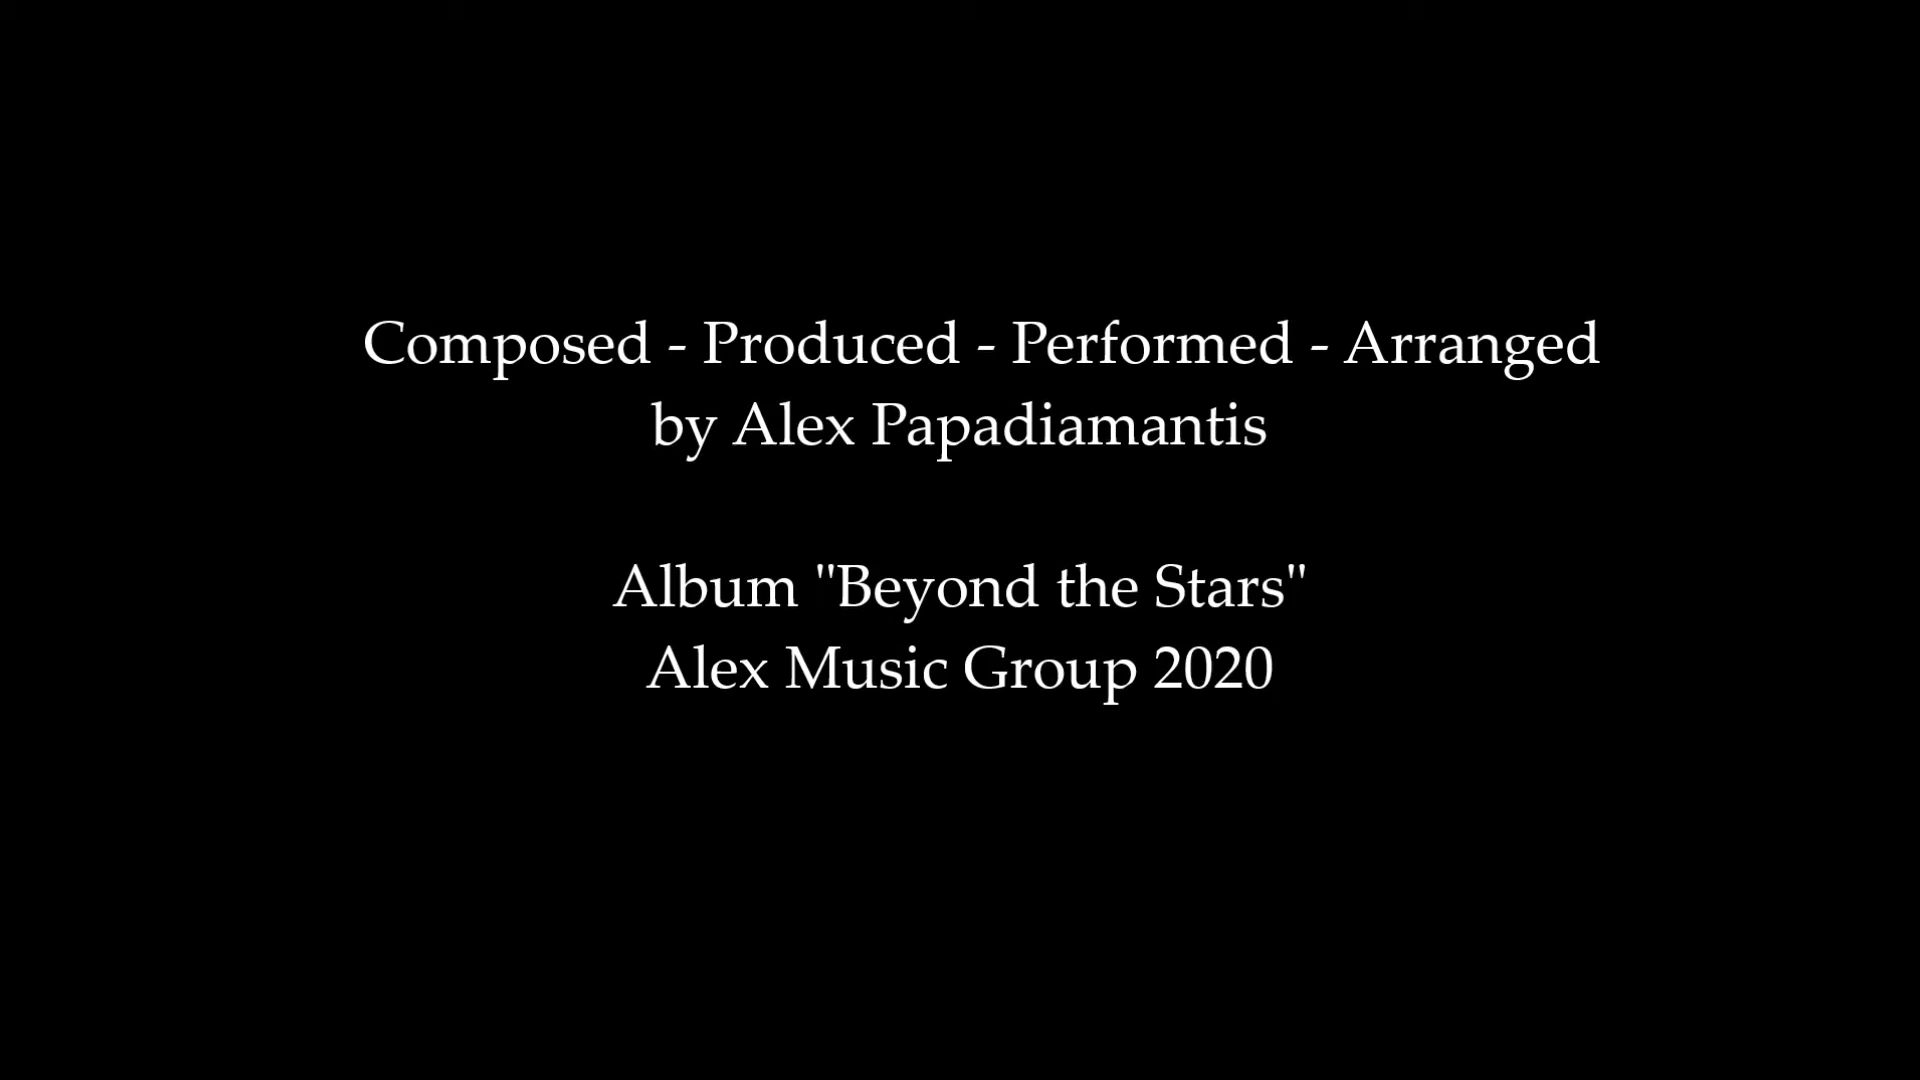 Composed - Produced - Performed - Arranged
by Alex Papadiamantis
Album "Beyond the Stars"
Alex Music Group 2020